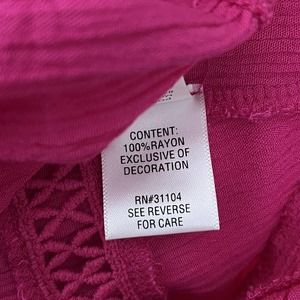 CONTENT:
100%RAYON
EXCLUSIVE OF
DECORATION
RN#31104
SEE REVERSE
FOR CARE